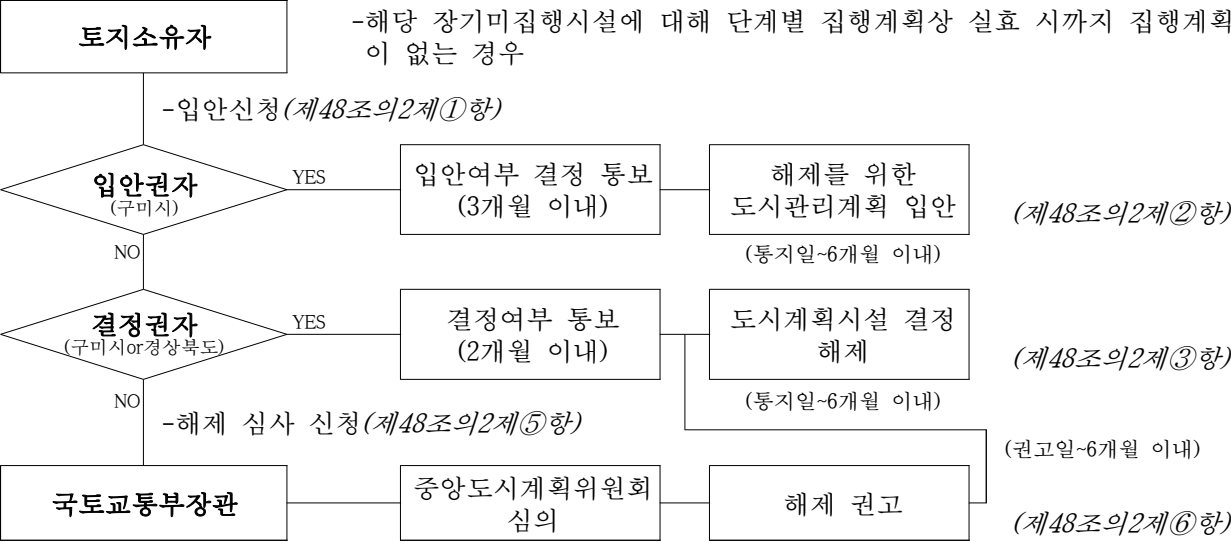 토지소유자
-해당 장기미집행시설에 대해 단계별 집행계획상 실효 시까지 집행계획
이 없는 경우
-입안신청(제48조의2제①항)
입안권자
(구미시)
YES
입안여부 결정 통보
(3개월 이내)
해제를 위한
도시관리계획 입안
(제48조의2제②항)
(통지일~6개월 이내)
NO
결정권자
(구미시or경상북도)
YES
결정여부 통보
(2개월 이내)
도시계획시설 결정
해제
(제48조의2제③항)
(통지일~6개월 이내)
NO
-해제 심사 신청(제48조의2제⑤항)
(권고일~6개월 이내)
국토교통부장관
중앙도시계획위원회
심의
해제 권고
(제48조의2제⑥항)